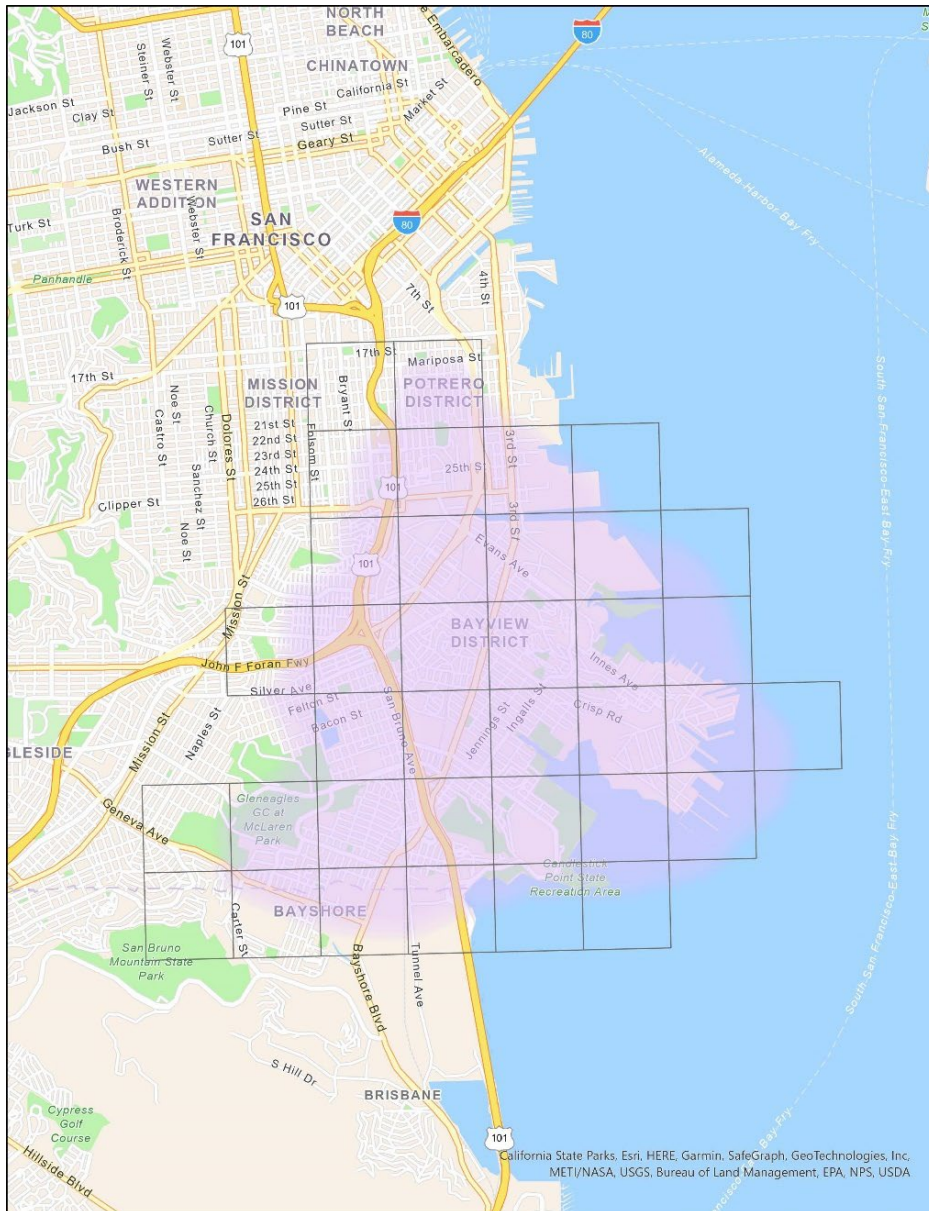 NORTH
BEACH
The Embarcadero
80
101
CHINATOWN
California St
Market St
Webster St
Steiner St
Jackson St
Clay St
Pine St
Sutter St
Geary St
Sutter St
Bush St
Alameda Harbor Bay Fry
WESTERN
ADDITION
Webster St
Broderick St
Turk St
SAN
FRANCISCO
80
Panhandle
101
7th St
4th St
17th St
Mariposa St
17th St
MISSION
DISTRICT
Bryant St
POTRERO
DISTRICT
South San Francisco-East Bay Fry
Noe St
Castro St
Church St
Sanchez St
Dolores St
Folsom St
21st St
22nd St
23rd St
24th St
25th St
26th St
3rd St
25th S
101
Clipper St
Noe St
3rd St
Evans Ave
101
Mission St
BAYVIEW
DISTRICT
John F Foran Fwy
Innes Ave
Silver Ave
Felton St
Bacon St
San Bruno Ave
Jennings St
Ingalls St
Crisp Rd
Naples St
Mission St
GLESIDE
Geneva Ave
Gleneagles
GC at
McLaren
Park
Candlestick
Point State
Recreation Area
BAYSHORE
Carter St
San Bruno
Mountain State
Park
Bayshore Blvd
Tunnel Ave
South San Francisco-East Bay Fry
S Hill Dr
BRISBANE
Cypress
Golf
Course
Hillside Blvd
101
California State Parks, Esri, HERE, Garmin, SafeGraph, GeoTechnologies, Inc,
METI/NASA, USGS, Bureau of Land Management, EPA, NPS, USDA